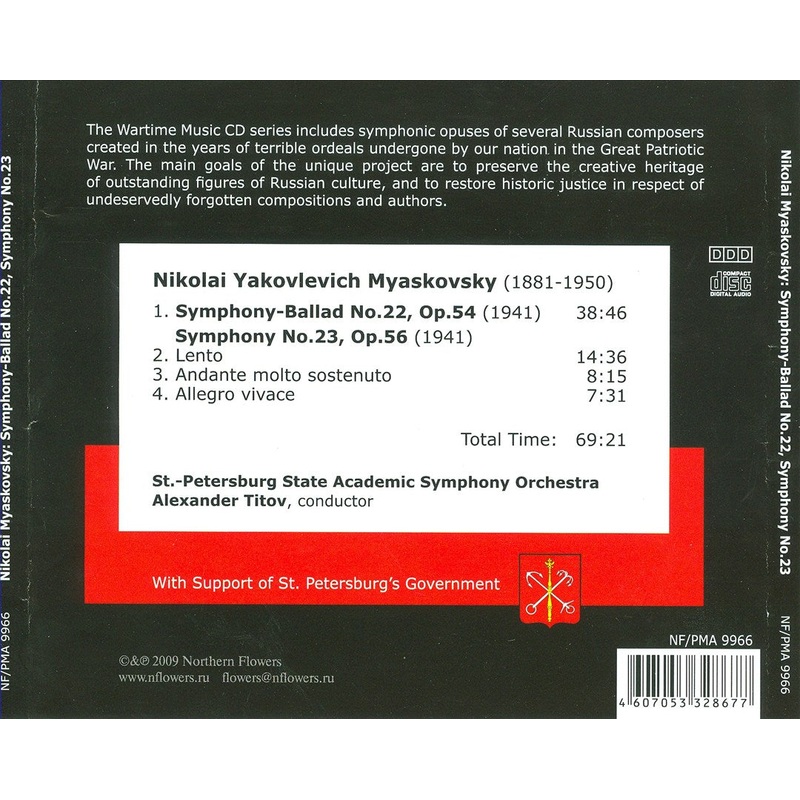 The Wartime Music CD series includes symphonic opuses of several Russian composers
created in the years of terrible ordeals undergone by our nation in the Great Patriotic
War. The main goals of the unique project are to preserve the creative heritage
of outstanding figures of Russian culture, and to restore historic justice in respect of
undeservedly forgotten compositions and authors.
Nikolai Yakovlevich Myaskovsky (1881-1950)
1. Symphony-Ballad No.22, Op.54 (1941) 38:46
Symphony No.23, Op.56 (1941)
2. Lento 14:36
3. Andante molto sostenuto 8:15
4. Allegro vivace 7:31
Total Time: 69:21
St.-Petersburg State Academic Symphony Orchestra
Alexander Titov, conductor
With Support of St. Petersburg's Government
©&℗ 2009 Northern Flowers
www.nflowers.ru flowers@nflowers.ru
NF/PMA 9966
4 607053 328677
DDD
COMPACT
disc
DIGITAL AUDIO
Nikolai Myaskovsky: Symphony-Ballad No.22, Symphony No.23
NF/PMA 9966
Nikolai Myaskovsky: Symphony-Ballad No.22, Symphony No.23
NF/PMA 9966